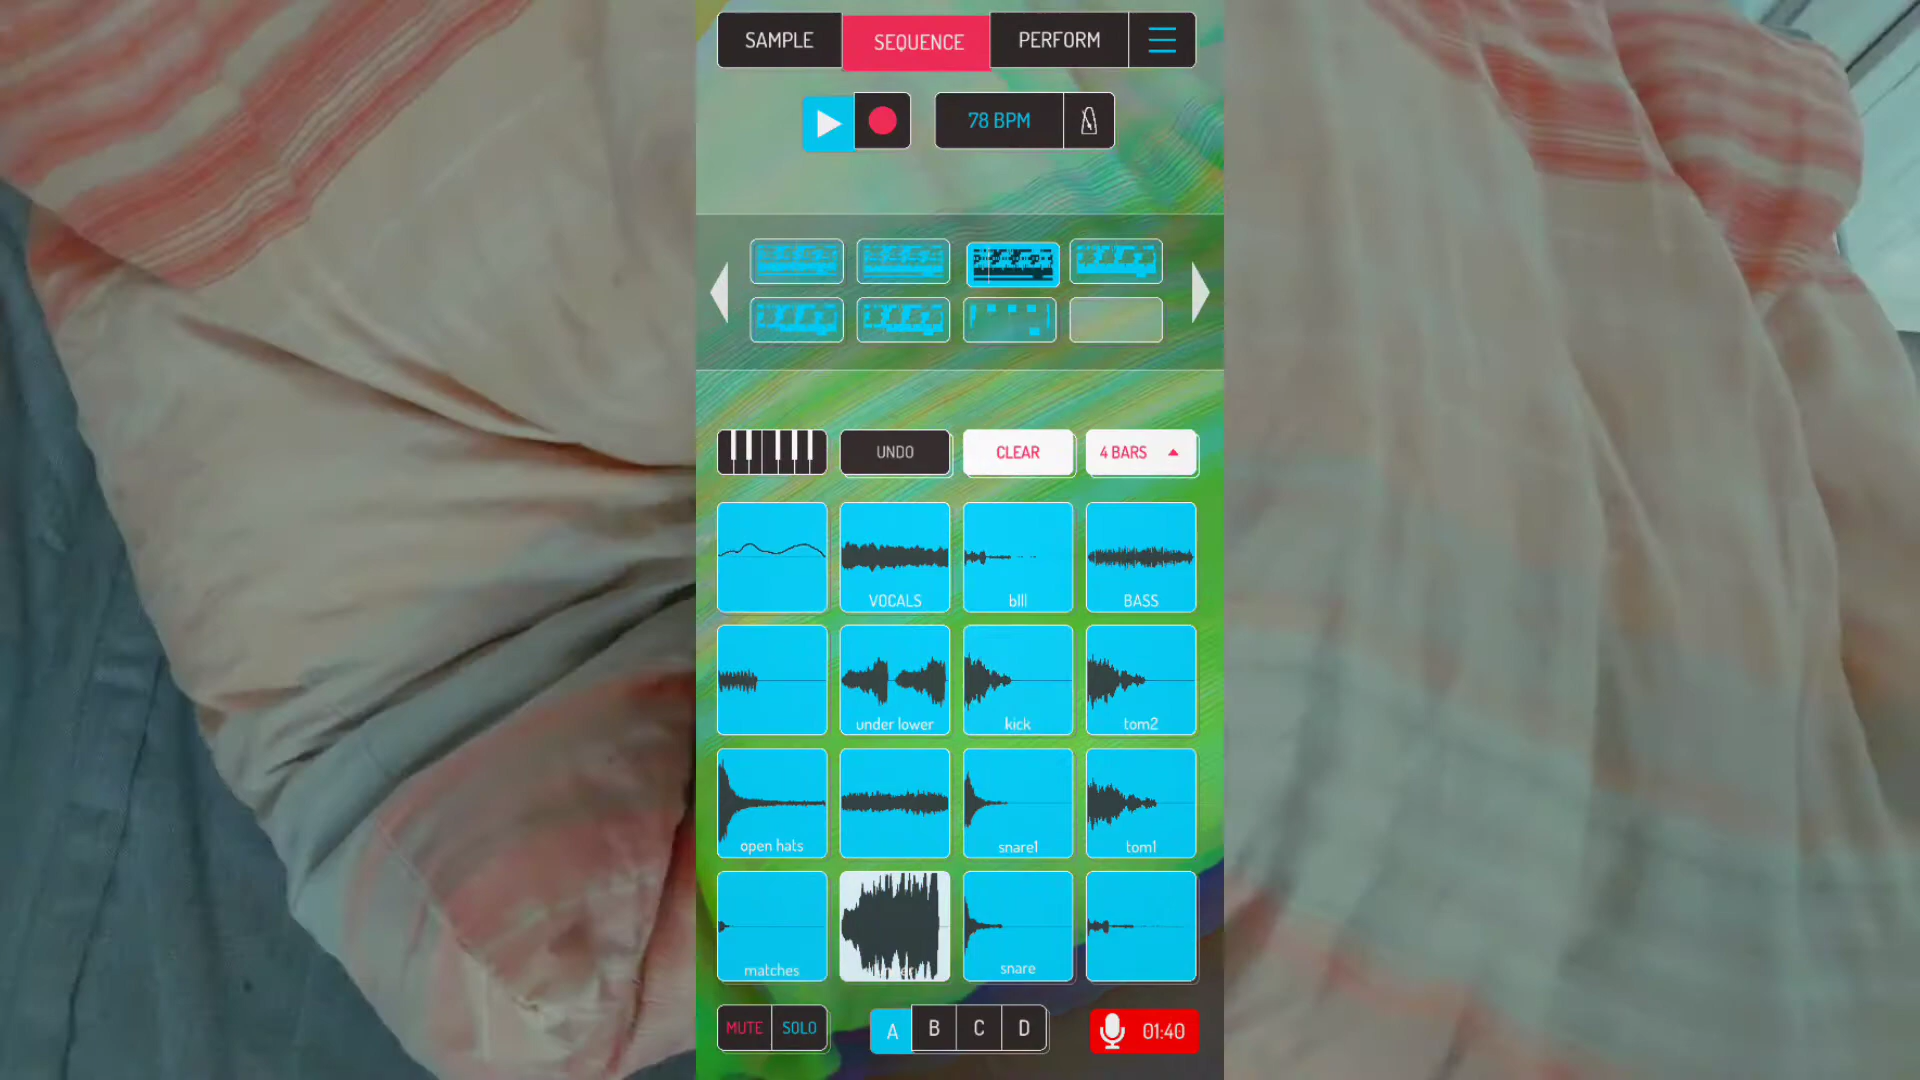 SAMPLE SEQUENCE PERFORM
78 BPM
UNDO CLEAR 4 BARS
VOCALS blll BASS
under lower kick tom2
open hats snare1 tom1
matches snare
MUTE SOLO A B C D 01:40